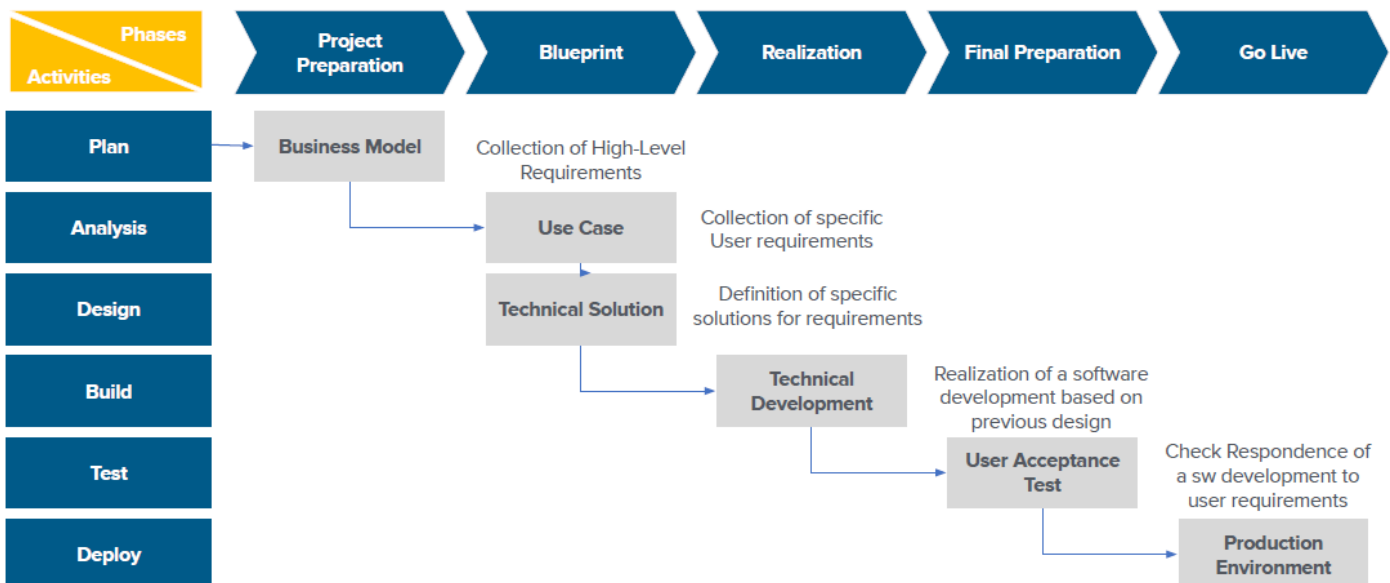 Phases
Activities
Project
Preparation
Blueprint
Realization
Final Preparation
Go Live
Plan
Business Model
Collection of High-Level
Requirements
Analysis
Use Case
Collection of specific
User requirements
Design
Technical Solution
Definition of specific
solutions for requirements
Build
Technical
Development
Realization of a software
development based on
previous design
Test
User Acceptance
Test
Check Respondence of
a sw development to
user requirements
Deploy
Production
Environment